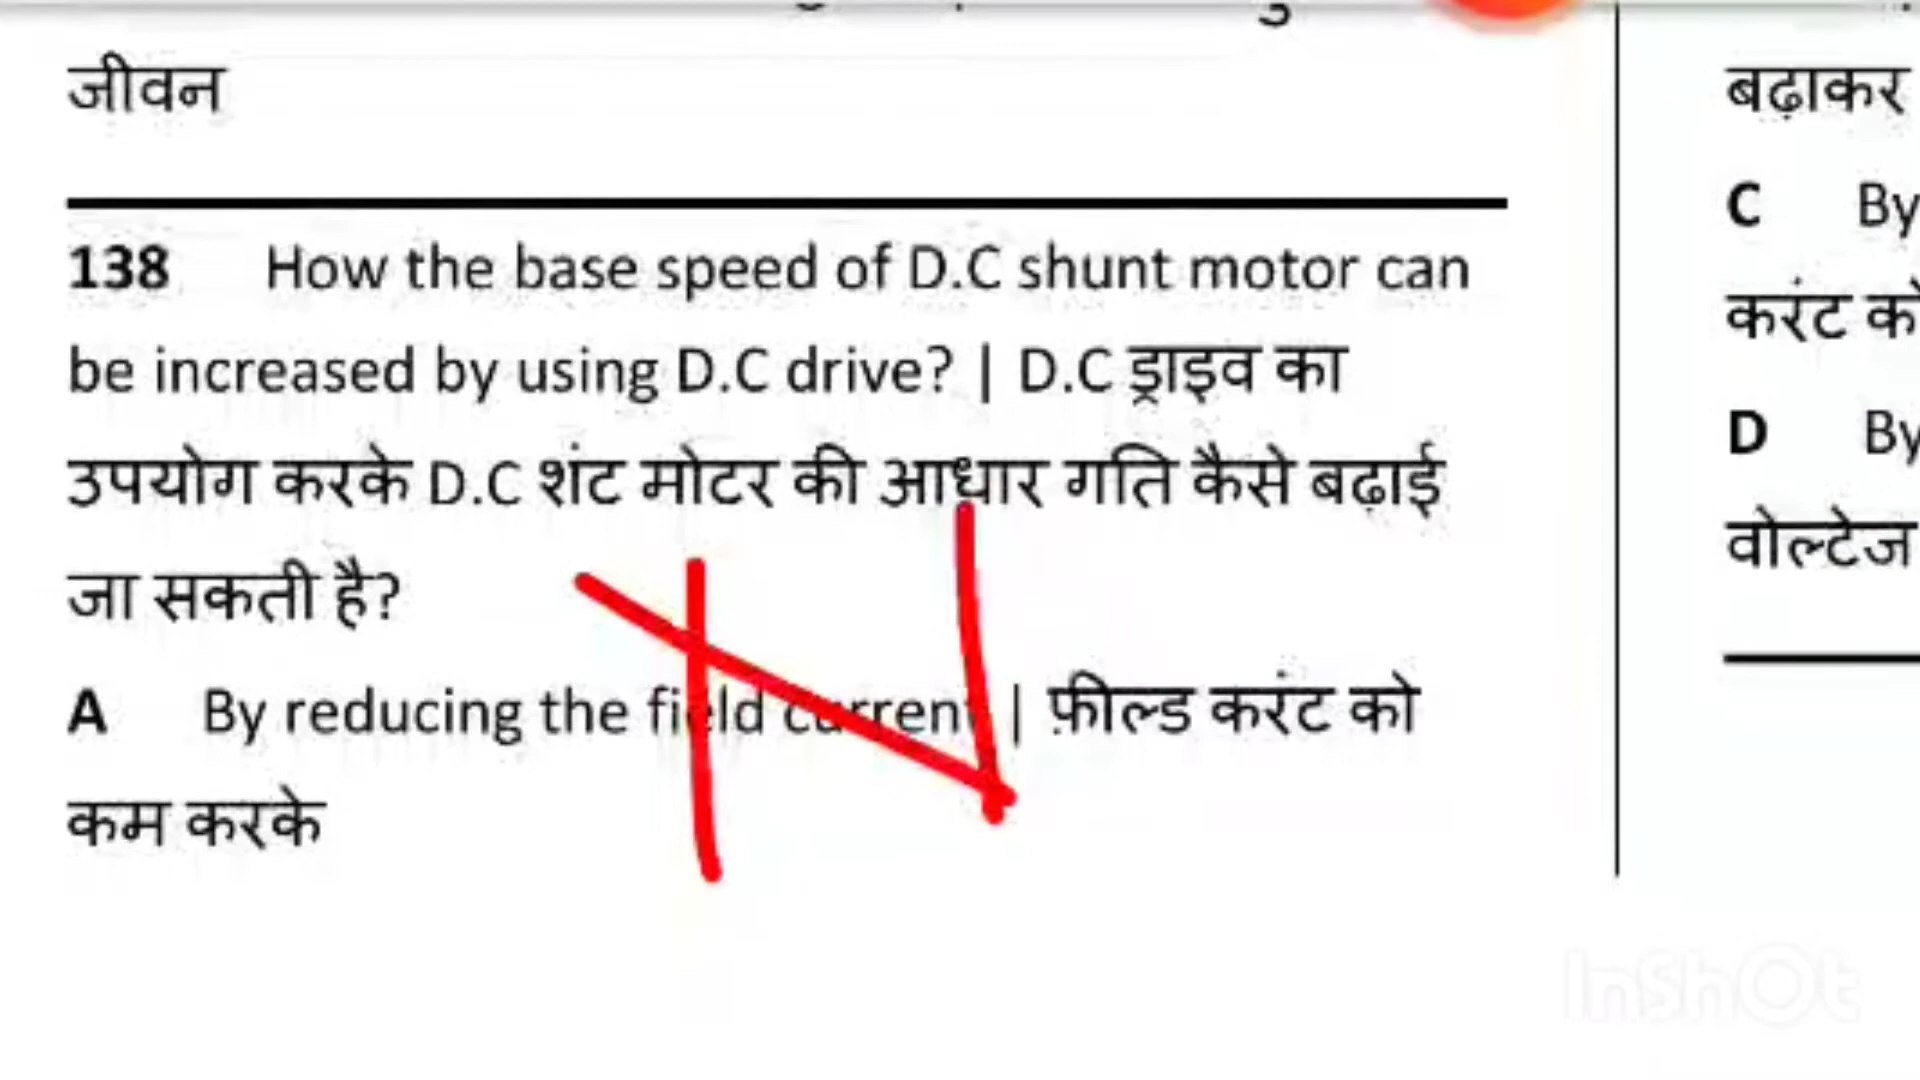 जीवन
138 How the base speed of D.C shunt motor can
be increased by using D.C drive? | D.C ड्राइव का
उपयोग करके D.C शंट मोटर की आधार गति कैसे बढ़ाई
जा सकती है?
A By reducing the field current | फ़ील्ड करंट को
कम करके
बढ़ाकर
C By
करंट को
D By
वोल्टेज
InShOt